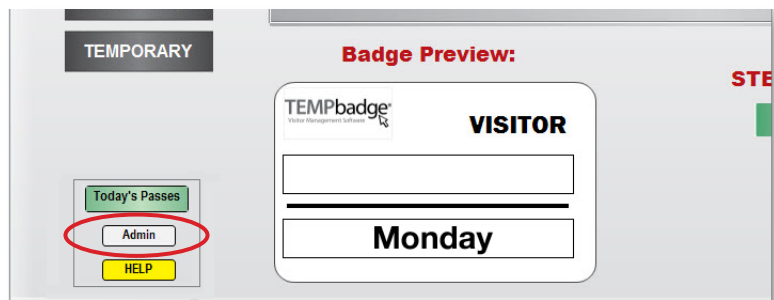 TEMPORARY
Badge Preview:
STE
TEMPbadge
Visitor Management Software
VISITOR
Today's Passes
Admin
HELP
Monday